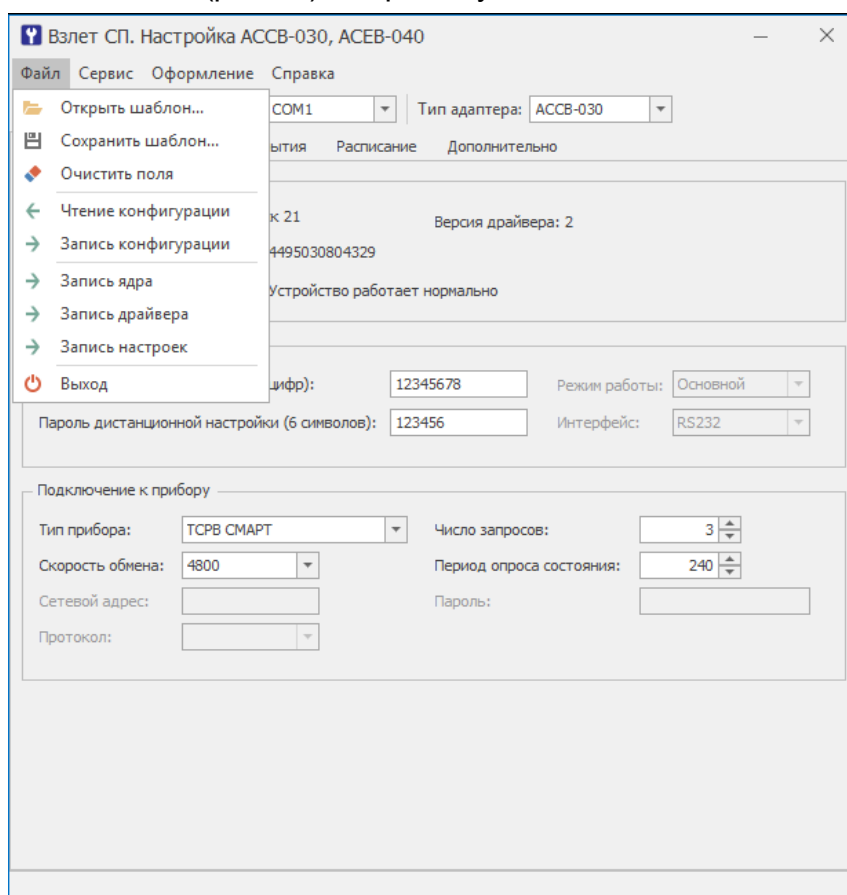 Взлет СП. Настройка АССВ-030, АСЕВ-040
Файл Сервис Оформление Справка
Открыть шаблон... COM1 Тип адаптера: АССВ-030
Сохранить шаблон... Расписание Дополнительно
Очистить поля
Чтение конфигурации 21 Версия драйвера: 2
Запись конфигурации 4495030804329
Запись ядра Устройство работает нормально
Запись драйвера
Запись настроек
Выход цифр): 12345678 Режим работы: Основной
Пароль дистанционной настройки (6 символов): 123456 Интерфейс: RS232
Подключение к прибору
Тип прибора: ТСРВ СМАРТ Число запросов: 3
Скорость обмена: 4800 Период опроса состояния: 240
Сетевой адрес: Пароль:
Протокол: